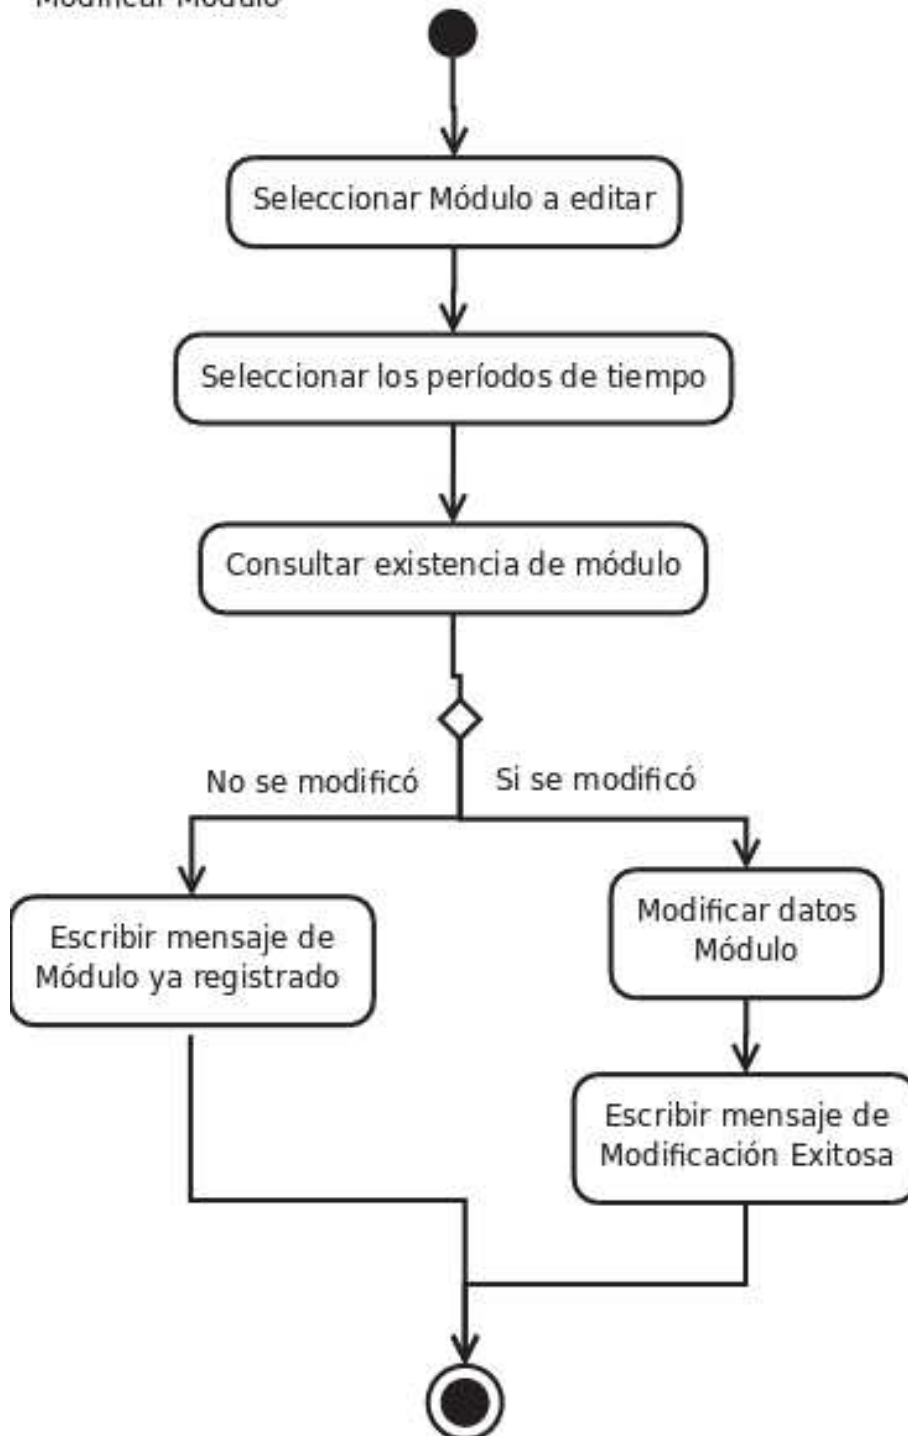 Modificar Módulo
Seleccionar Módulo a editar
Seleccionar los períodos de tiempo
Consultar existencia de módulo
No se modificó
Si se modificó
Escribir mensaje de
Módulo ya registrado
Modificar datos
Módulo
Escribir mensaje de
Modificación Exitosa